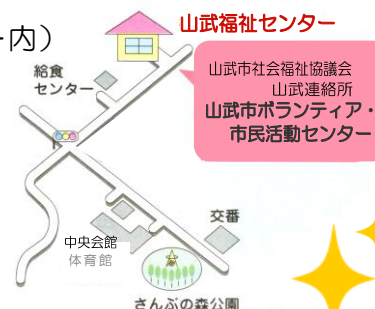 ー内)
山武福祉センター
給食
センター
山武市社会福祉協議会
山武連絡所
山武市ボランティア・
市民活動センター
中央会館
体育館
交番
さんぶの森公園